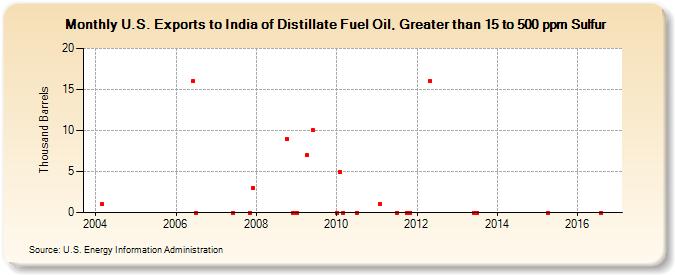 Monthly U.S. Exports to India of Distillate Fuel Oil, Greater than 15 to 500 ppm Sulfur
Thousand Barrels
20
15
10
5
0
2004 2006 2008 2010 2012 2014 2016
Source: U.S. Energy Information Administration